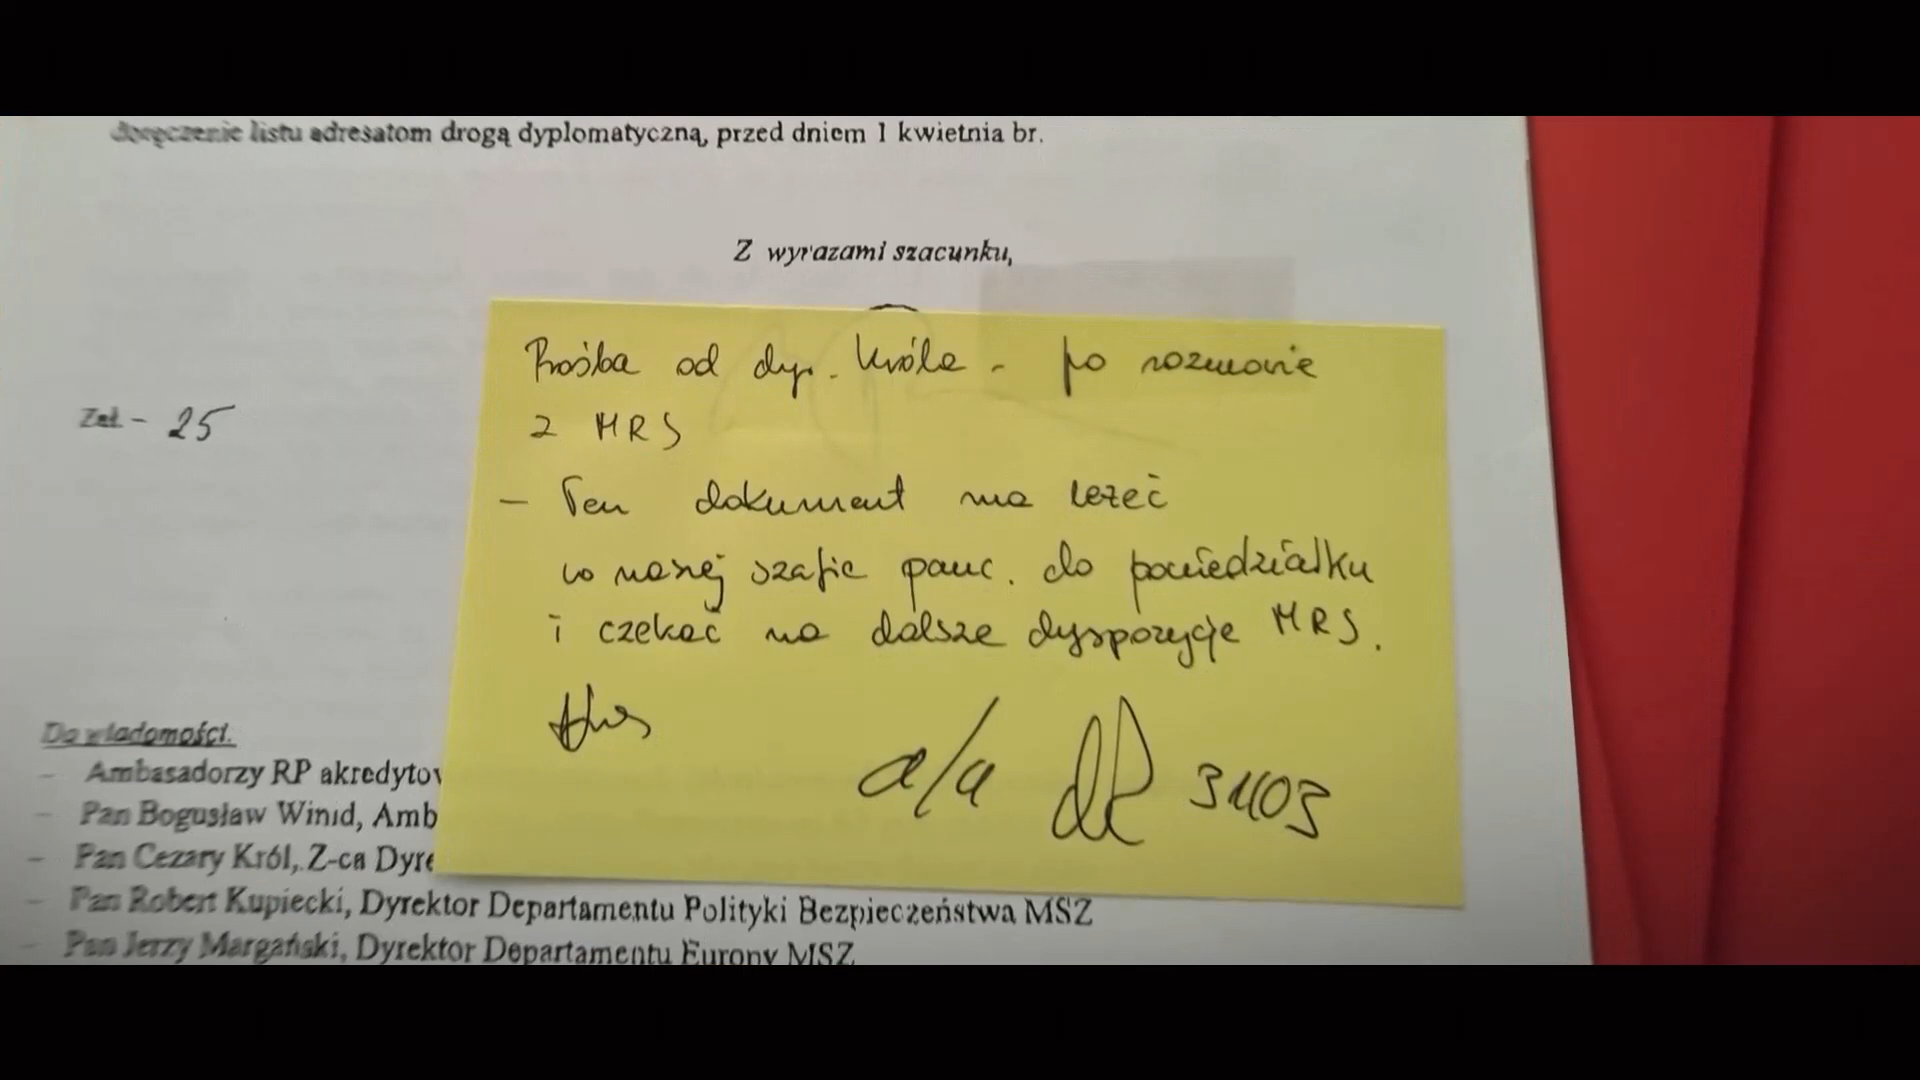 doręczenie listu adresatom drogą dyplomatyczną, przed dniem 1 kwietnia br.
Z wyrazami szacunku,
Prośba od dyr. Króla - po rozmowie
z MRS
- Ten dokument ma leżeć
w naszej szafie panc. do poniedziałku
i czekać na dalsze dyspozycje MRS.
Zał. - 25
a/a 3103
Do wiadomości:
- Ambasadorzy RP akredytow
- Pan Bogusław Winid, Amb
- Pan Cezary Król, Z-ca Dyre
- Pan Robert Kupiecki, Dyrektor Departamentu Polityki Bezpieczeństwa MSZ
- Pan Jerzy Margański, Dyrektor Departamentu Europy MSZ